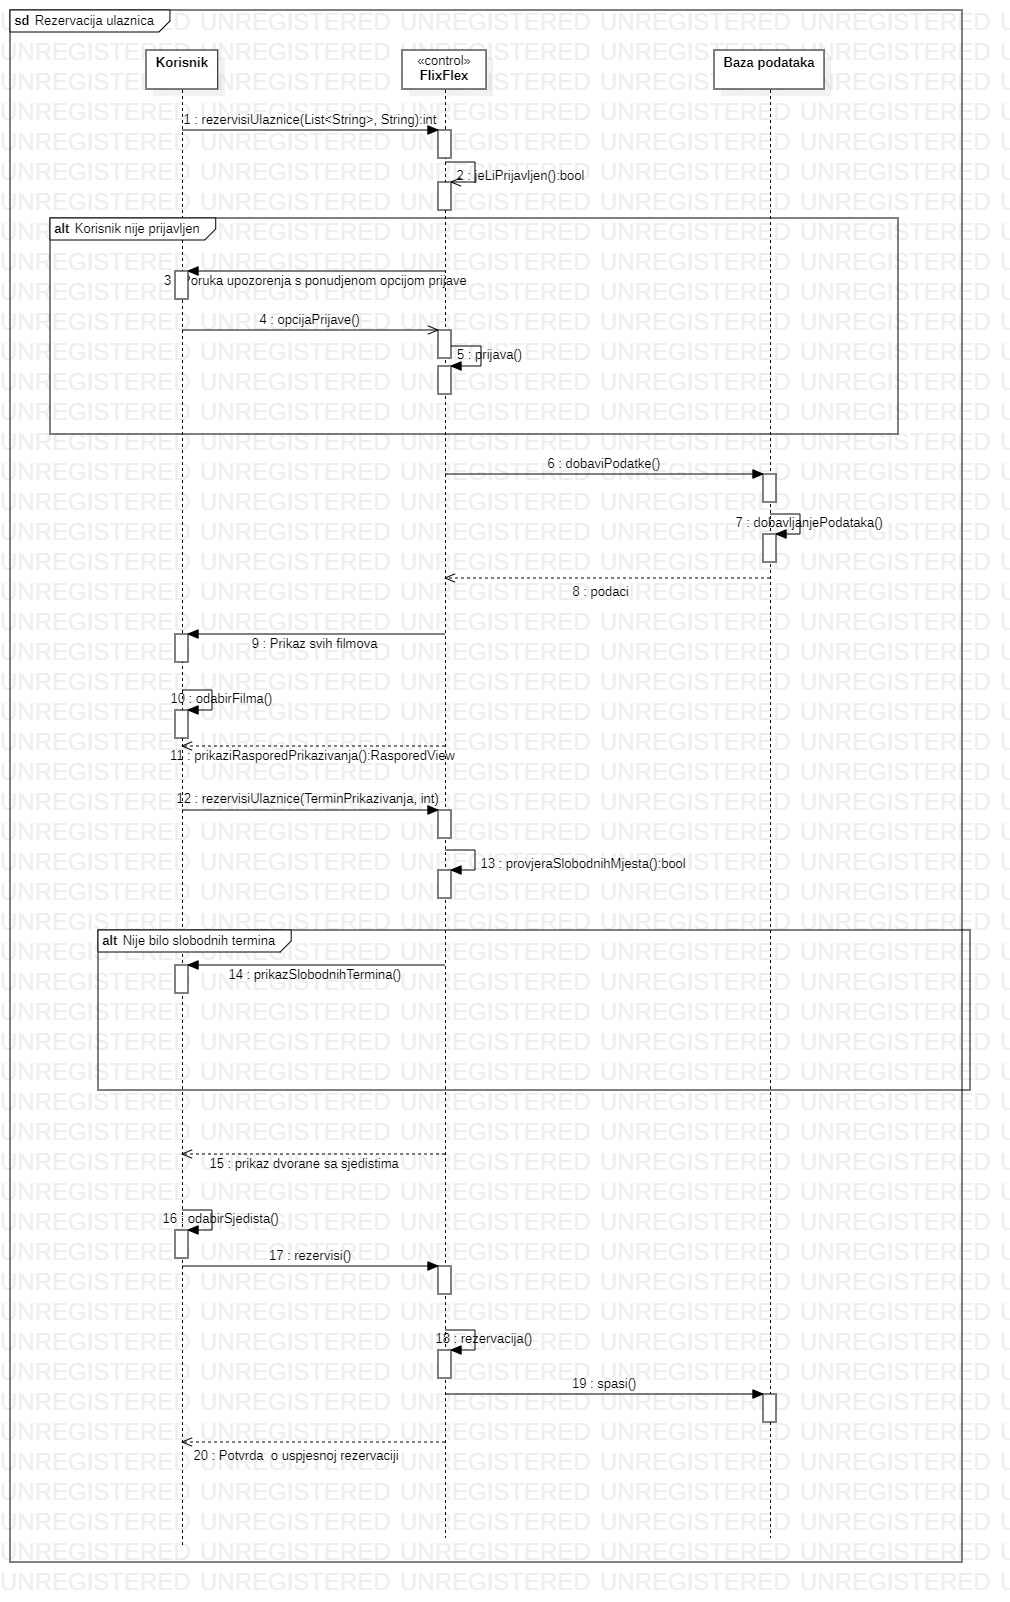 sd Rezervacija ulaznica
Korisnik
«control»
FlixFlex
Baza podataka
1 : rezervisiUlaznice(List<String>, String):int
2 : jeLiPrijavljen():bool
alt Korisnik nije prijavljen
3 : Poruka upozorenja s ponudjenom opcijom prijave
4 : opcijaPrijave()
5 : prijava()
6 : dobaviPodatke()
7 : dobavljanjePodataka()
8 : podaci
9 : Prikaz svih filmova
10 : odabirFilma()
11 : prikaziRasporedPrikazivanja():RasporedView
12 : rezervisiUlaznice(TerminPrikazivanja, int)
13 : provjeraSlobodnihMjesta():bool
alt Nije bilo slobodnih termina
14 : prikazSlobodnihTermina()
15 : prikaz dvorane sa sjedistima
16 : odabirSjedista()
17 : rezervisi()
18 : rezervacija()
19 : spasi()
20 : Potvrda  o uspjesnoj rezervaciji
UNREGISTERED